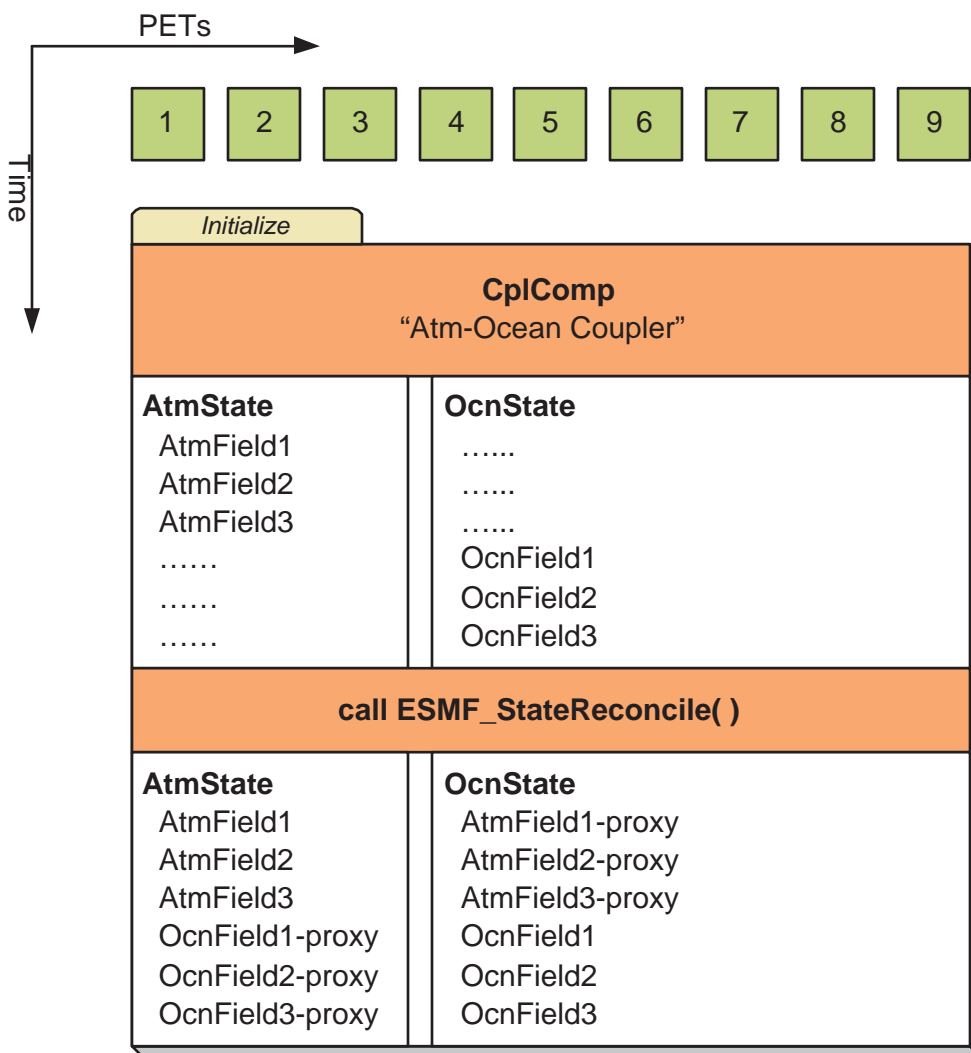 PETs
Time
1 2 3 4 5 6 7 8 9
Initialize
CplComp
“Atm-Ocean Coupler”
AtmState
AtmField1
AtmField2
AtmField3
……
……
……
OcnState
…...
…...
…...
OcnField1
OcnField2
OcnField3
call ESMF_StateReconcile( )
AtmState
AtmField1
AtmField2
AtmField3
OcnField1-proxy
OcnField2-proxy
OcnField3-proxy
OcnState
AtmField1-proxy
AtmField2-proxy
AtmField3-proxy
OcnField1
OcnField2
OcnField3